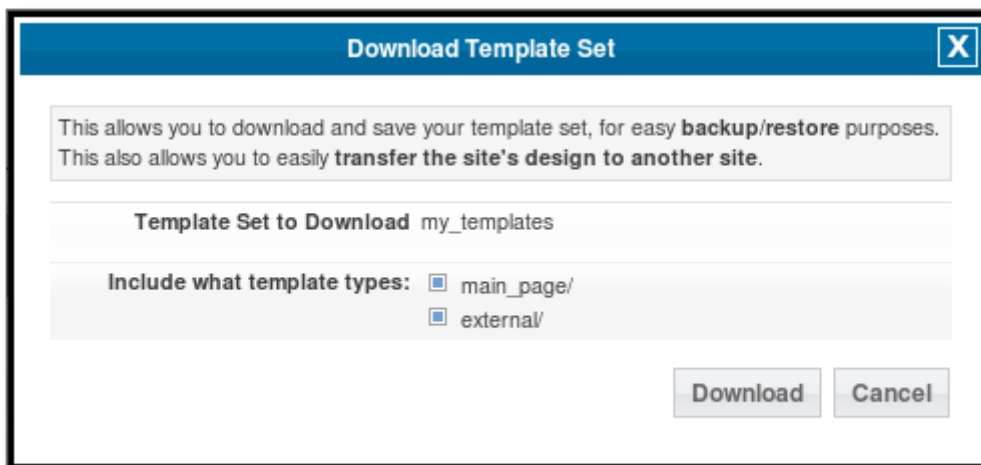 Download Template Set X
This allows you to download and save your template set, for easy backup/restore purposes.
This also allows you to easily transfer the site's design to another site.
Template Set to Download my_templates
Include what template types: main_page/
external/
Download Cancel